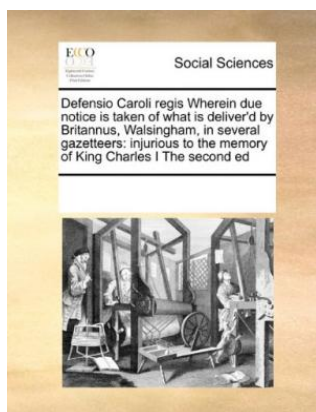 ECCO
Social Sciences
Defensio Caroli regis Wherein due
notice is taken of what is deliver'd by
Britannus, Walsingham, in several
gazetteers: injurious to the memory
of King Charles I The second ed